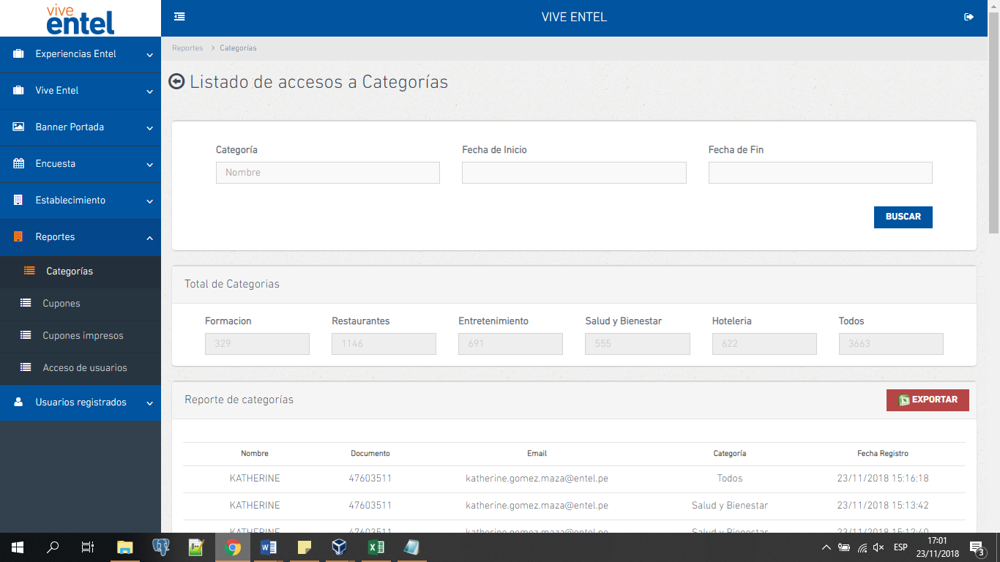 vive
entel
VIVE ENTEL
Experiencias Entel
Vive Entel
Banner Portada
Encuesta
Establecimiento
Reportes
Categorías
Cupones
Cupones impresos
Acceso de usuarios
Usuarios registrados
Reportes > Categorías
Listado de accesos a Categorías
Categoría Fecha de Inicio Fecha de Fin
Nombre
BUSCAR
Total de Categorias
Formacion Restaurantes Entretenimiento Salud y Bienestar Hoteleria Todos
329 1146 691 555 622 3663
Reporte de categorías
EXPORTAR
Nombre Documento Email Categoría Fecha Registro
KATHERINE 47603511 katherine.gomez.maza@entel.pe Todos 23/11/2018 15:16:18
KATHERINE 47603511 katherine.gomez.maza@entel.pe Salud y Bienestar 23/11/2018 15:13:42
KATHERINE 47603511 katherine.gomez.maza@entel.pe Salud y Bienestar 23/11/2018 15:12:40
ESP
17:01
23/11/2018
3